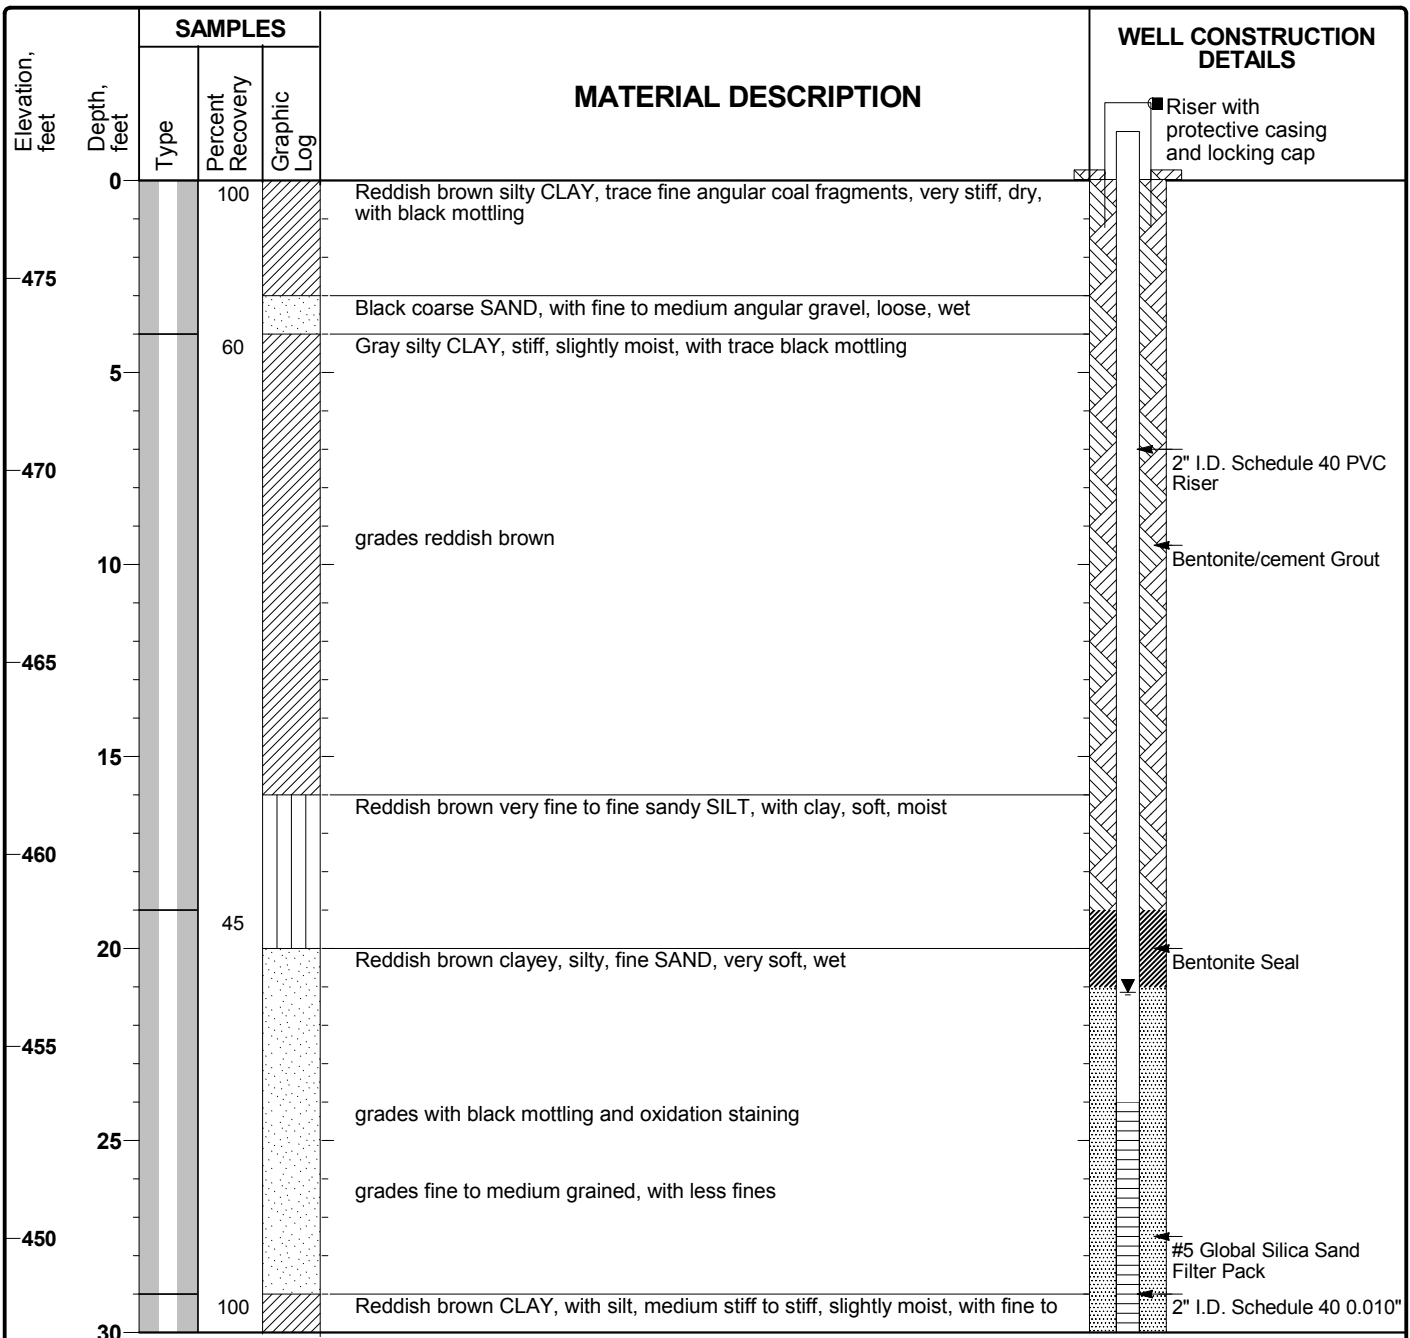 SAMPLES
Elevation,
feet
Depth,
feet
Type
Percent
Recovery
Graphic
Log
MATERIAL DESCRIPTION
WELL CONSTRUCTION
DETAILS
Riser with
protective casing
and locking cap
0
100
Reddish brown silty CLAY, trace fine angular coal fragments, very stiff, dry,
with black mottling
475
Black coarse SAND, with fine to medium angular gravel, loose, wet
60
Gray silty CLAY, stiff, slightly moist, with trace black mottling
5
470
2" I.D. Schedule 40 PVC
Riser
grades reddish brown
10
Bentonite/cement Grout
465
15
Reddish brown very fine to fine sandy SILT, with clay, soft, moist
460
45
20
Reddish brown clayey, silty, fine SAND, very soft, wet
Bentonite Seal
455
grades with black mottling and oxidation staining
25
grades fine to medium grained, with less fines
450
#5 Global Silica Sand
Filter Pack
100
Reddish brown CLAY, with silt, medium stiff to stiff, slightly moist, with fine to
2" I.D. Schedule 40 0.010"
30